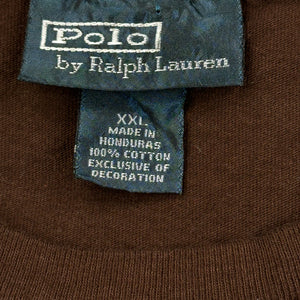 Polo
by Ralph Lauren
XXL
MADE IN
HONDURAS
100% COTTON
EXCLUSIVE OF
DECORATION